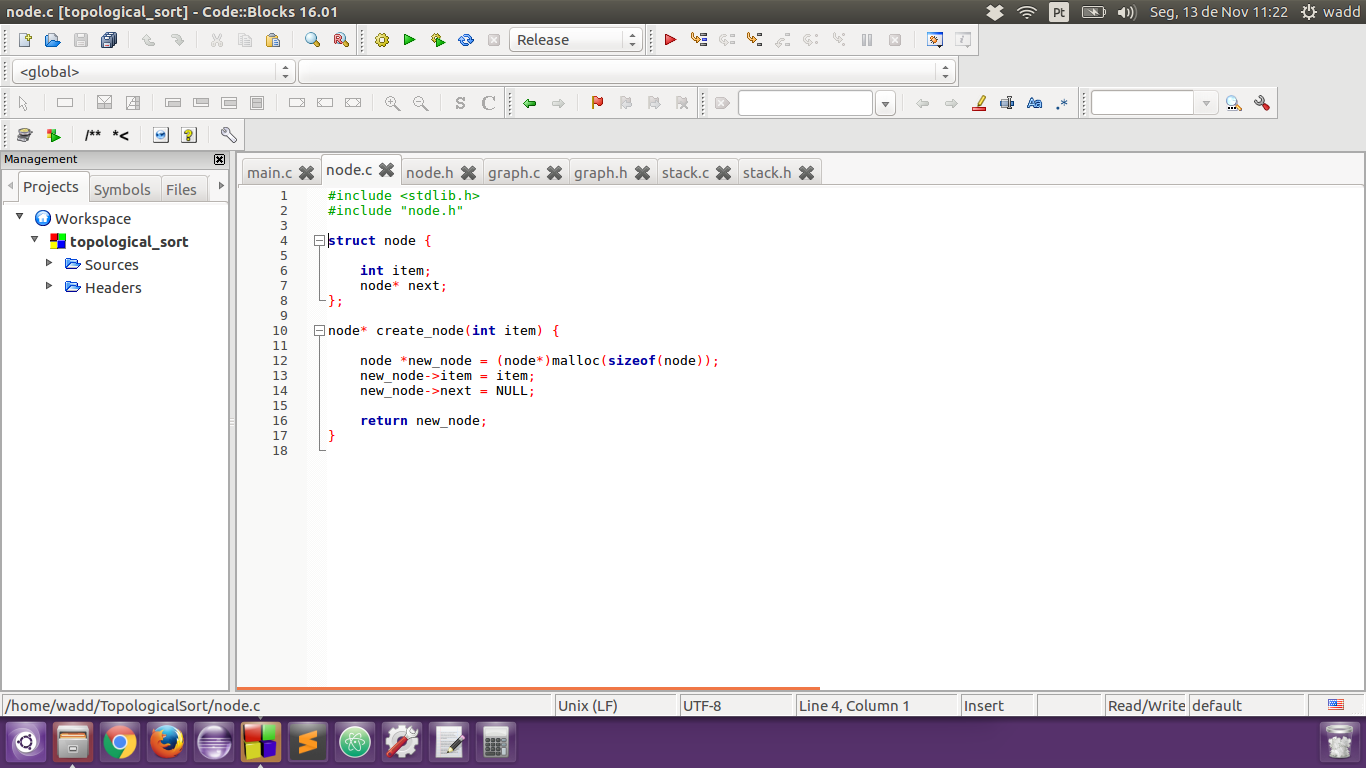 node.c [topological_sort] - Code::Blocks 16.01
Pt
Seg, 13 de Nov 11:22
wadd
Release
<global>
S C
Aa .*
/** *<
Management
Projects
Symbols
Files
Workspace
topological_sort
Sources
Headers
main.c
node.c
node.h
graph.c
graph.h
stack.c
stack.h
1 #include <stdlib.h>
2 #include "node.h"
3
4 struct node {
5
6 int item;
7 node* next;
8 };
9
10 node* create_node(int item) {
11
12 node *new_node = (node*)malloc(sizeof(node));
13 new_node->item = item;
14 new_node->next = NULL;
15
16 return new_node;
17 }
18
/home/wadd/TopologicalSort/node.c
Unix (LF)
UTF-8
Line 4, Column 1
Insert
Read/Write
default